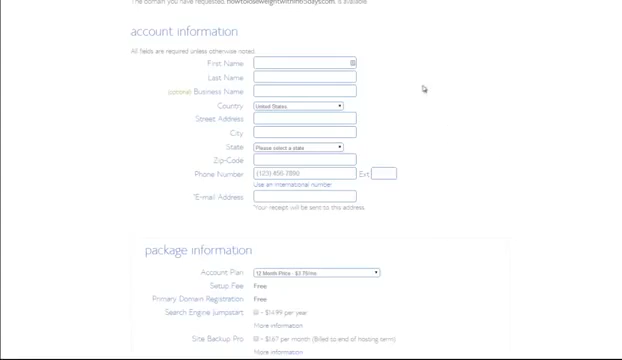 The domain you have requested, howtoloseweightwithin65days.com, is available
account information
All fields are required unless otherwise noted.
First Name
Last Name
(optional) Business Name
Country United States
Street Address
City
State Please select a state
Zip-Code
Phone Number (123) 456-7890 Ext
Use an international number
*E-mail Address
*Your receipt will be sent to this address
package information
Account Plan 12 Month Price - $3.79/mo
Setup Fee Free
Primary Domain Registration Free
Search Engine Jumpstart - $14.99 per year
More information
Site Backup Pro - $1.67 per month (Billed to end of hosting term)
More information